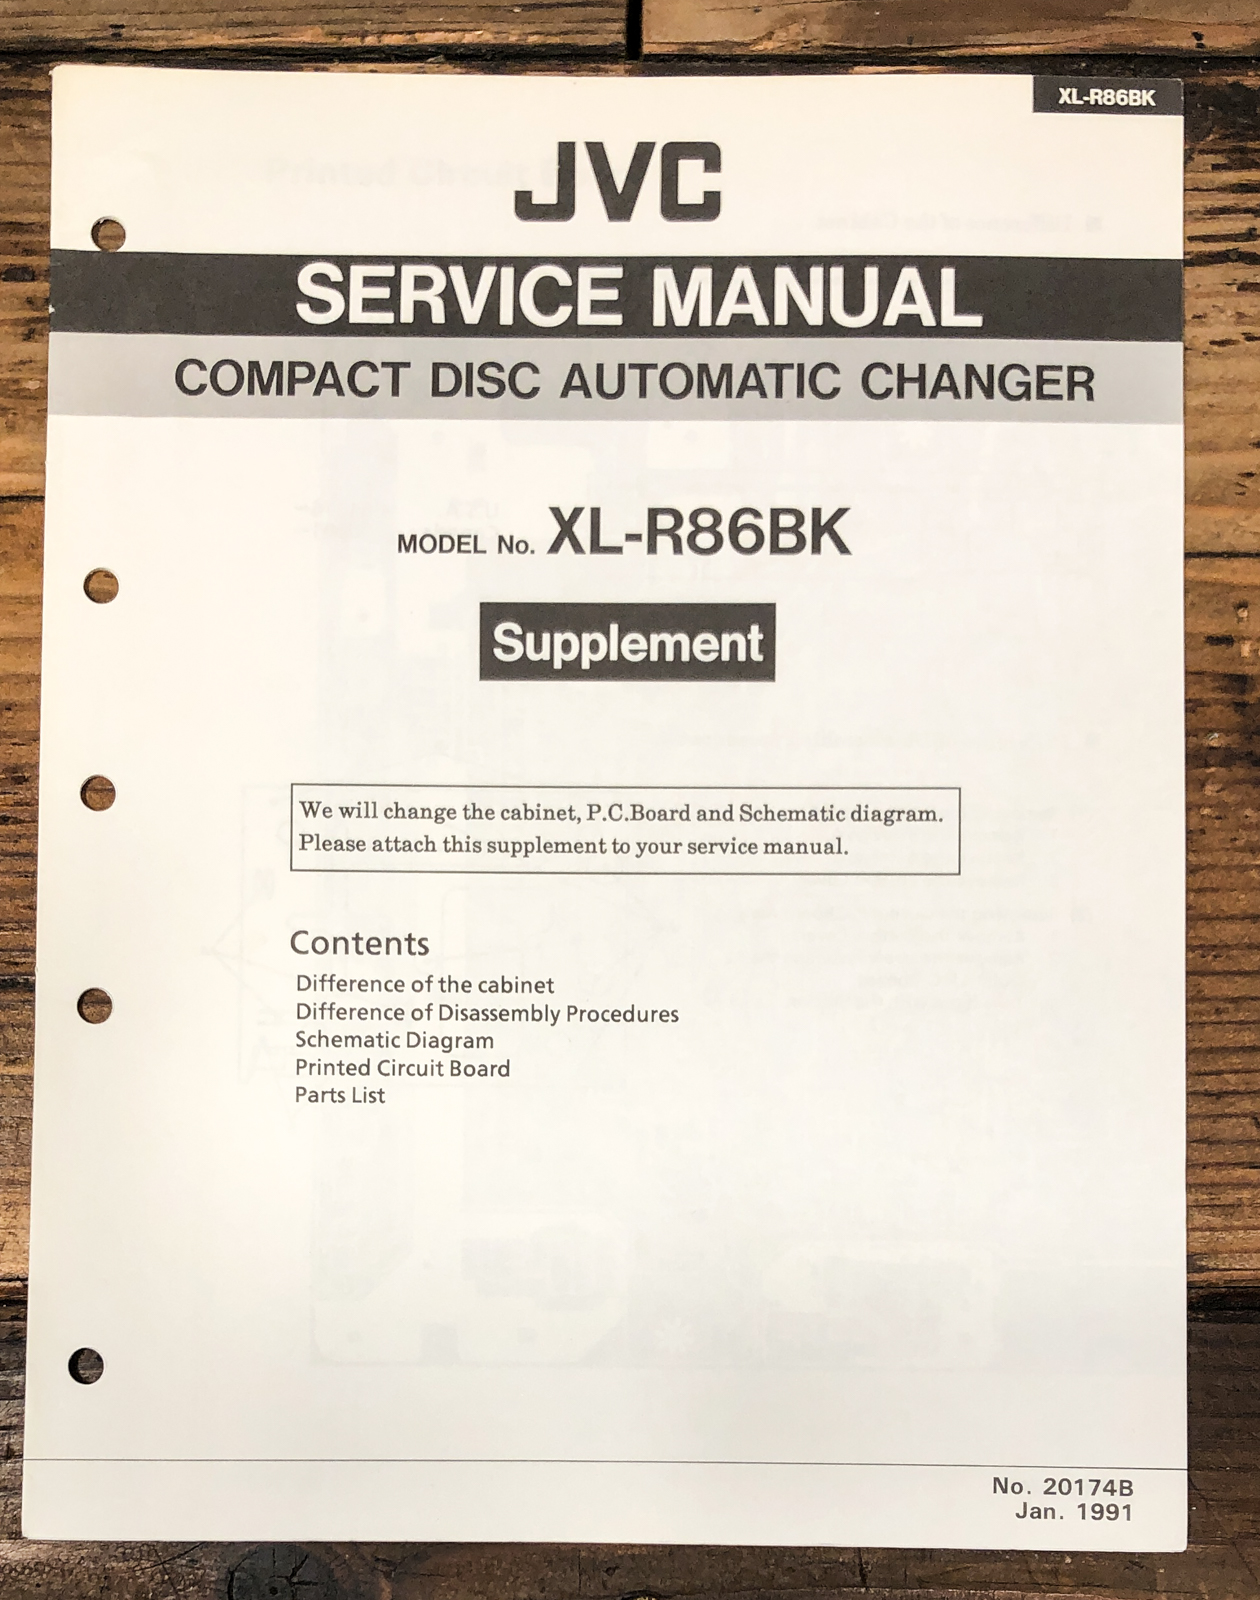 XL-R86BK
JVC
SERVICE MANUAL
COMPACT DISC AUTOMATIC CHANGER
MODEL No. XL-R86BK
Supplement
We will change the cabinet, P.C.Board and Schematic diagram.
Please attach this supplement to your service manual.
Contents
Difference of the cabinet
Difference of Disassembly Procedures
Schematic Diagram
Printed Circuit Board
Parts List
No. 20174B
Jan. 1991